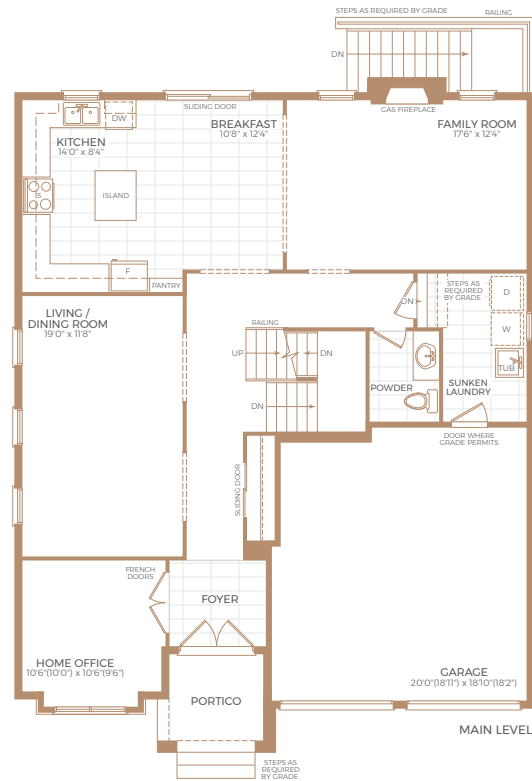 STEPS AS REQUIRED BY GRADE
RAILING
DN
GAS FIREPLACE
SLIDING DOOR
DW
KITCHEN
14'0" x 8'4"
BREAKFAST
10'8" x 12'4"
FAMILY ROOM
17'6" x 12'4"
IS
ISLAND
F
PANTRY
STEPS AS
REQUIRED
BY GRADE
D
DN
W
TUB
LIVING /
DINING ROOM
19'0" x 11'8"
RAILING
UP
DN
DN
POWDER
SUNKEN
LAUNDRY
DOOR WHERE
GRADE PERMITS
SLIDING DOOR
FRENCH
DOORS
FOYER
HOME OFFICE
10'6"(10'0") x 10'6"(9'6")
PORTICO
GARAGE
20'0"(18'11") x 18'10"(18'2")
MAIN LEVEL
STEPS AS
REQUIRED
BY GRADE